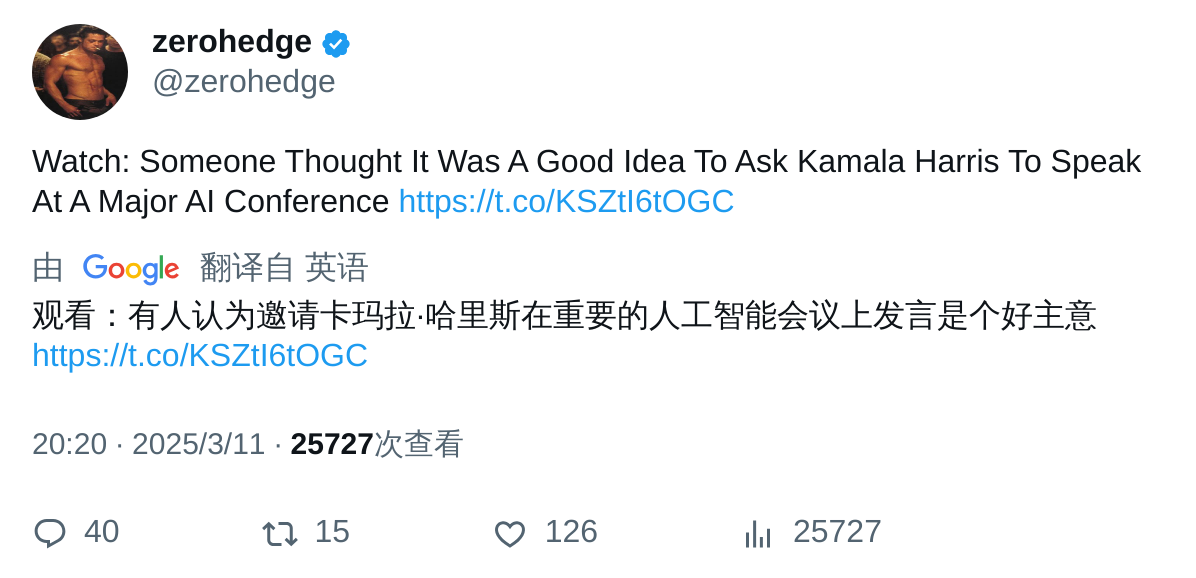 zerohedge
@zerohedge
Watch: Someone Thought It Was A Good Idea To Ask Kamala Harris To Speak
At A Major AI Conference https://t.co/KSZtI6tOGC
由 Google 翻译自 英语
观看：有人认为邀请卡玛拉·哈里斯在重要的人工智能会议上发言是个好主意
https://t.co/KSZtI6tOGC
20:20 · 2025/3/11 · 25727次查看
40 15 126 25727